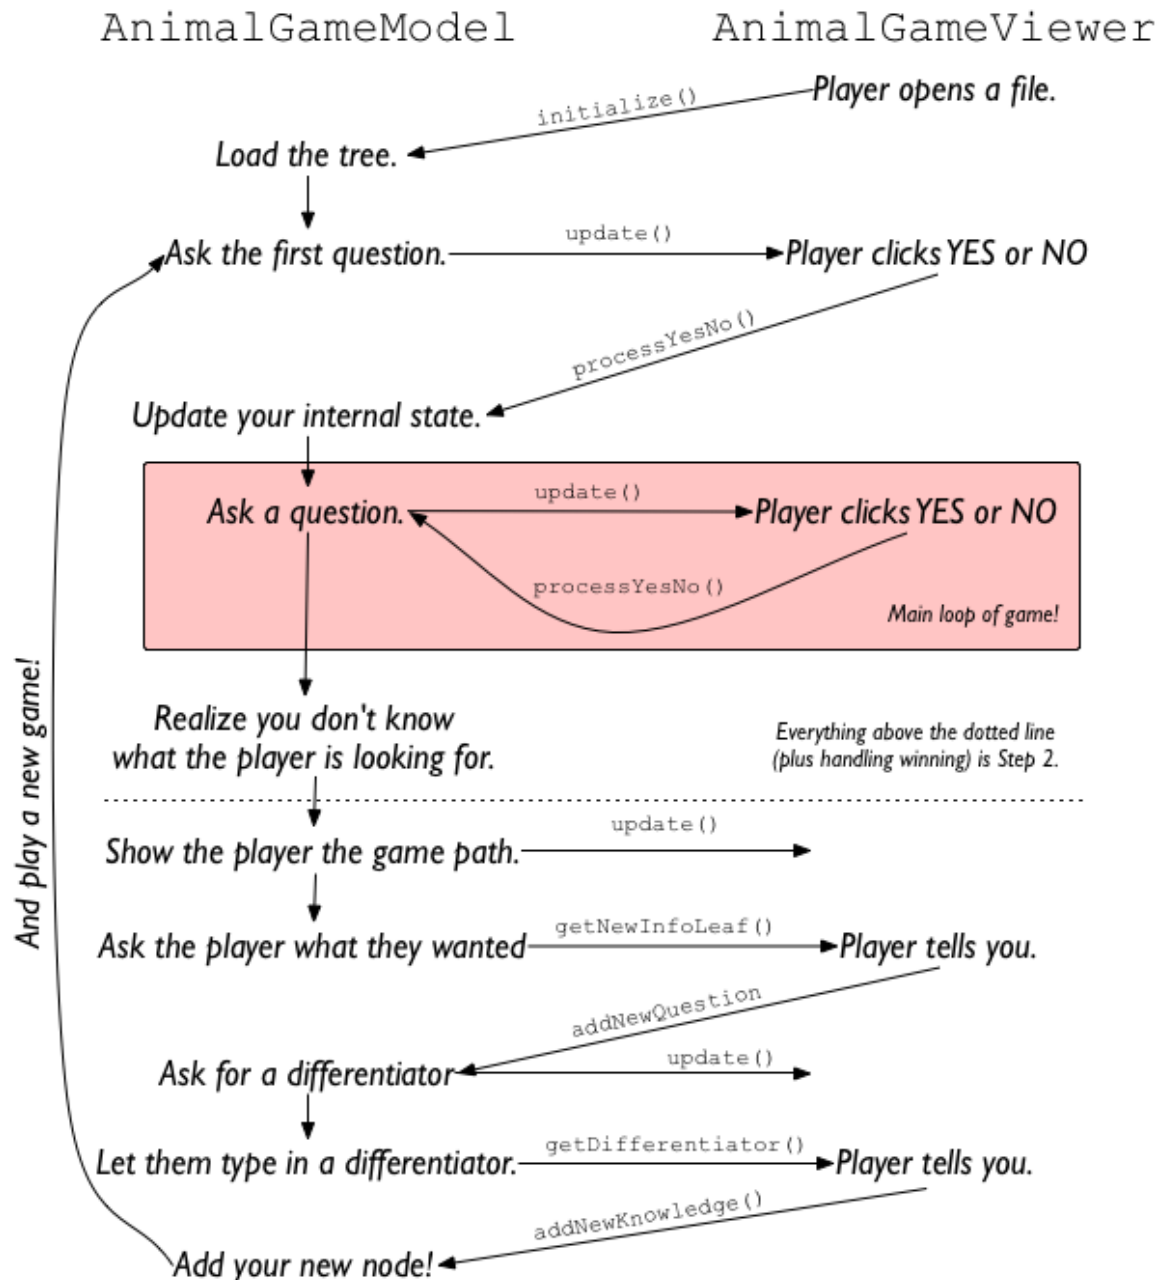 AnimalGameModel
AnimalGameViewer
Player opens a file.
initialize()
Load the tree.
Ask the first question.
update()
Player clicks YES or NO
processYesNo()
Update your internal state.
Ask a question.
update()
Player clicks YES or NO
processYesNo()
Main loop of game!
Realize you don't know
what the player is looking for.
Everything above the dotted line
(plus handling winning) is Step 2.
Show the player the game path.
update()
Ask the player what they wanted
getNewInfoLeaf()
Player tells you.
addNewQuestion
Ask for a differentiator
update()
Let them type in a differentiator.
getDifferentiator()
Player tells you.
addNewKnowledge()
Add your new node!
And play a new game!